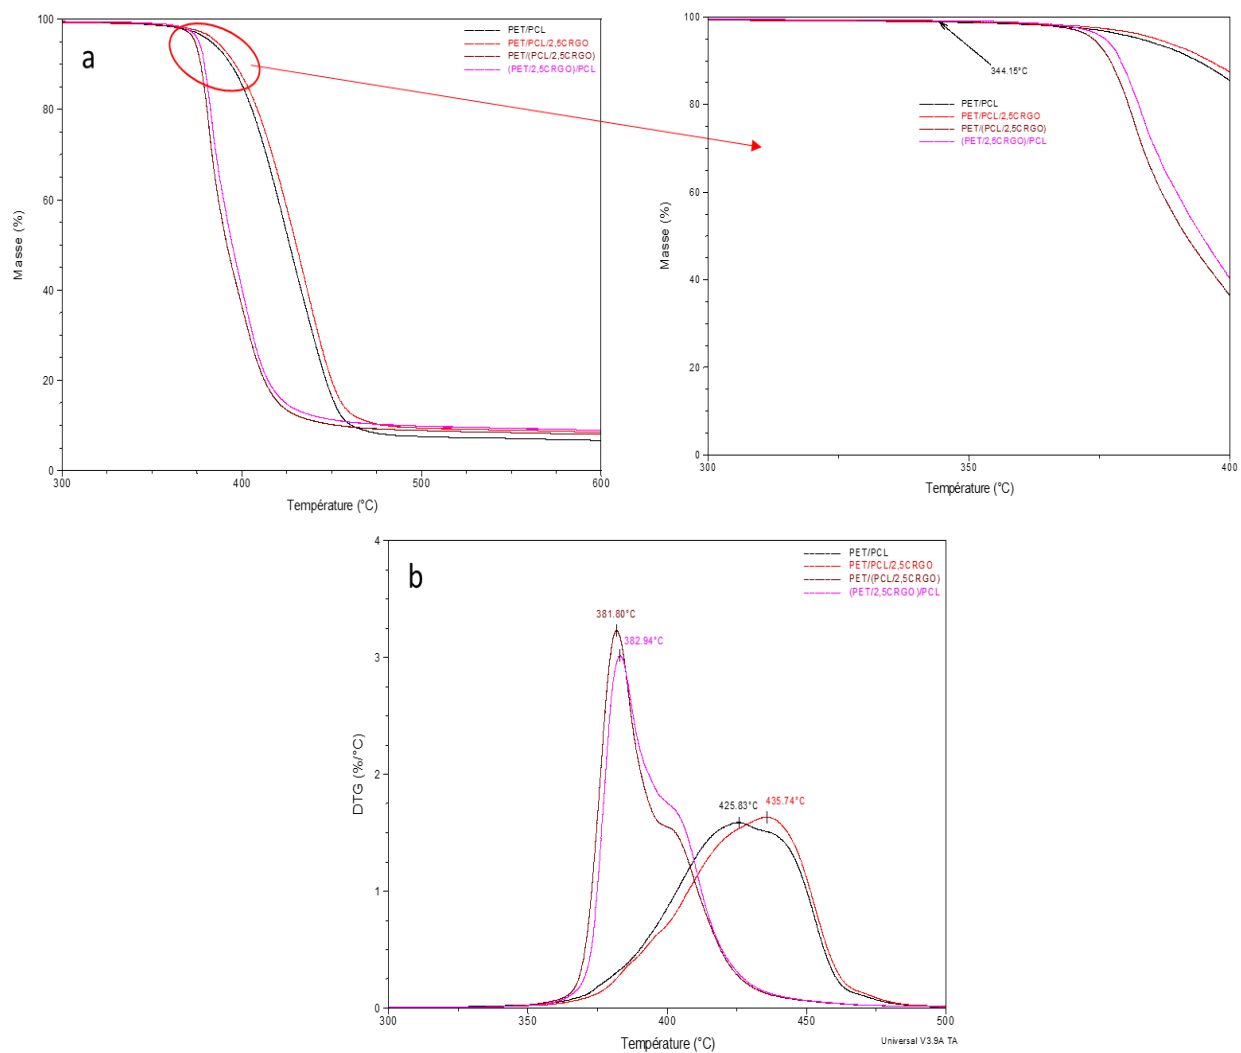 a
100
80
60
40
20
0
300
400
500
600
Masse (%)
Température (°C)
PET/PCL
PET/PCL/2,5CRGO
PET/(PCL/2,5CRGO)
(PET/2,5CRGO)/PCL
100
80
60
40
20
0
300
350
400
Masse (%)
Température (°C)
344.15°C
PET/PCL
PET/PCL/2,5CRGO
PET/(PCL/2,5CRGO)
(PET/2,5CRGO)/PCL
b
4
3
2
1
0
300
350
400
450
500
DTG (%/°C)
Température (°C)
PET/PCL
PET/PCL/2,5CRGO
PET/(PCL/2,5CRGO)
(PET/2,5CRGO)/PCL
381.80°C
382.94°C
425.83°C
435.74°C
Universal V3.9A TA